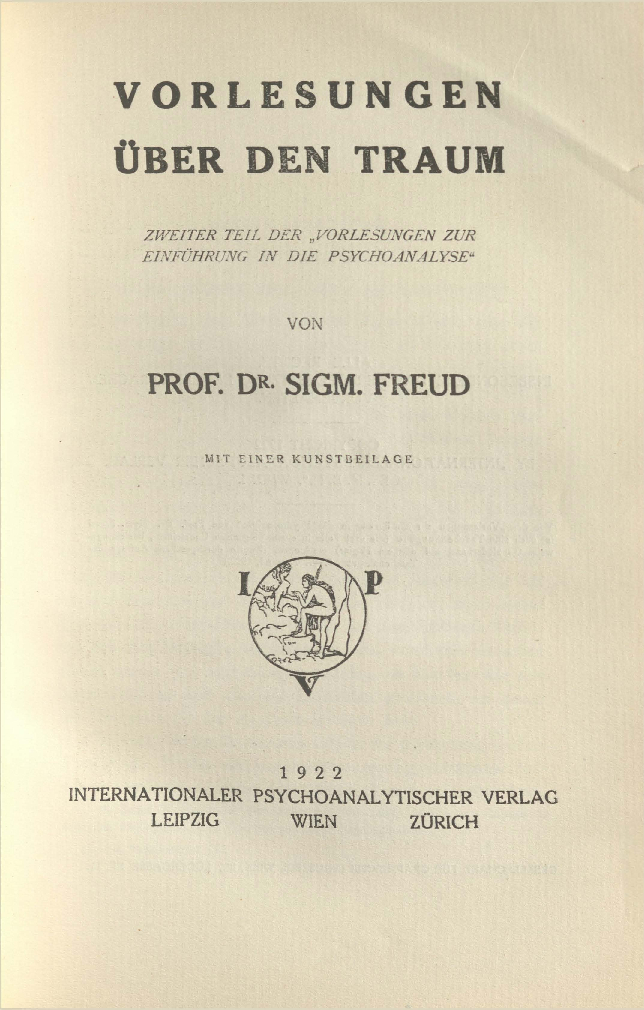 VORLESUNGEN
ÜBER DEN TRAUM
ZWEITER TEIL DER „VORLESUNGEN ZUR
EINFÜHRUNG IN DIE PSYCHOANALYSE“
VON
PROF. DR. SIGM. FREUD
MIT EINER KUNSTBEILAGE
I P
V
1922
INTERNATIONALER PSYCHOANALYTISCHER VERLAG
LEIPZIG WIEN ZÜRICH